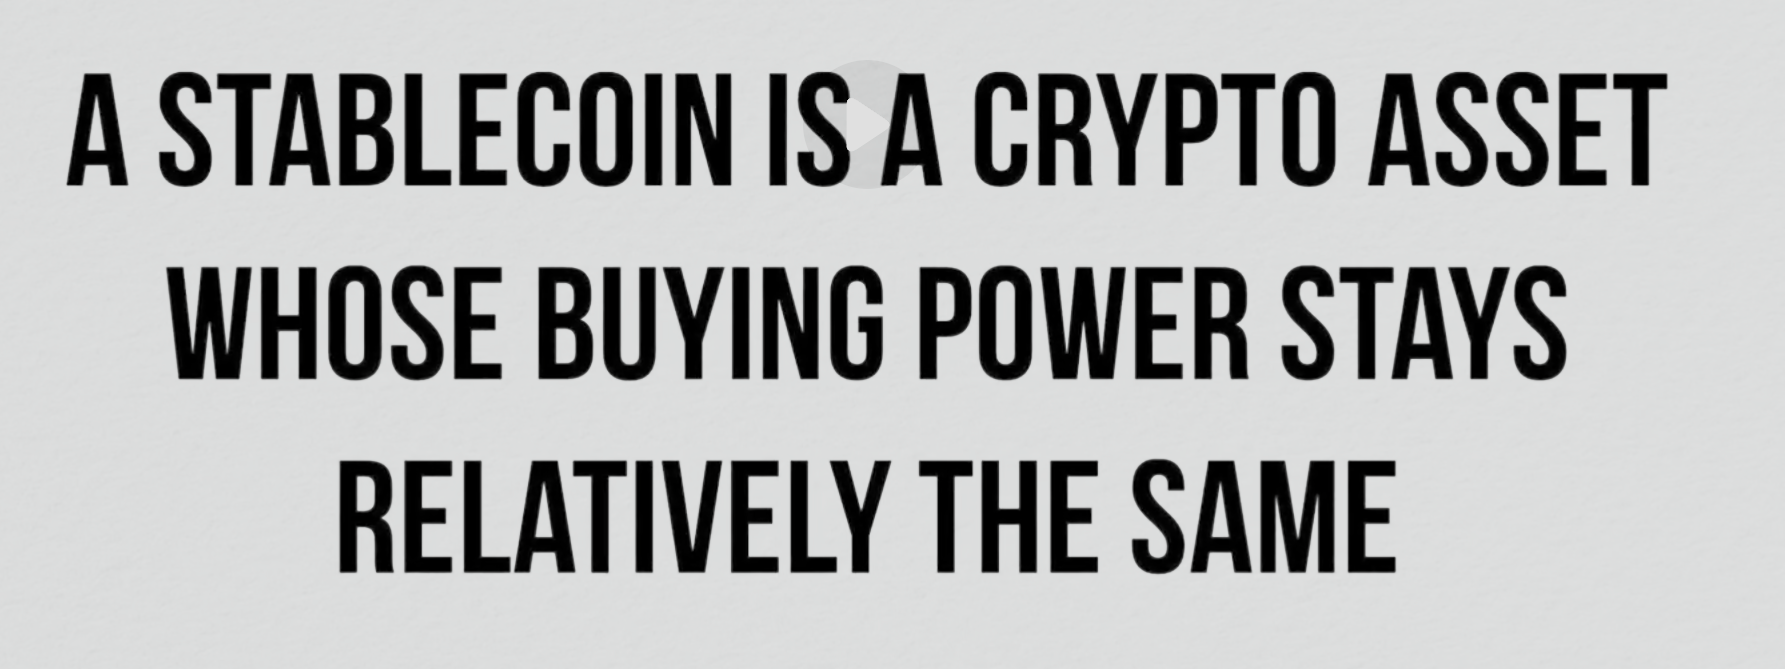 A STABLECOIN IS A CRYPTO ASSET
WHOSE BUYING POWER STAYS
RELATIVELY THE SAME